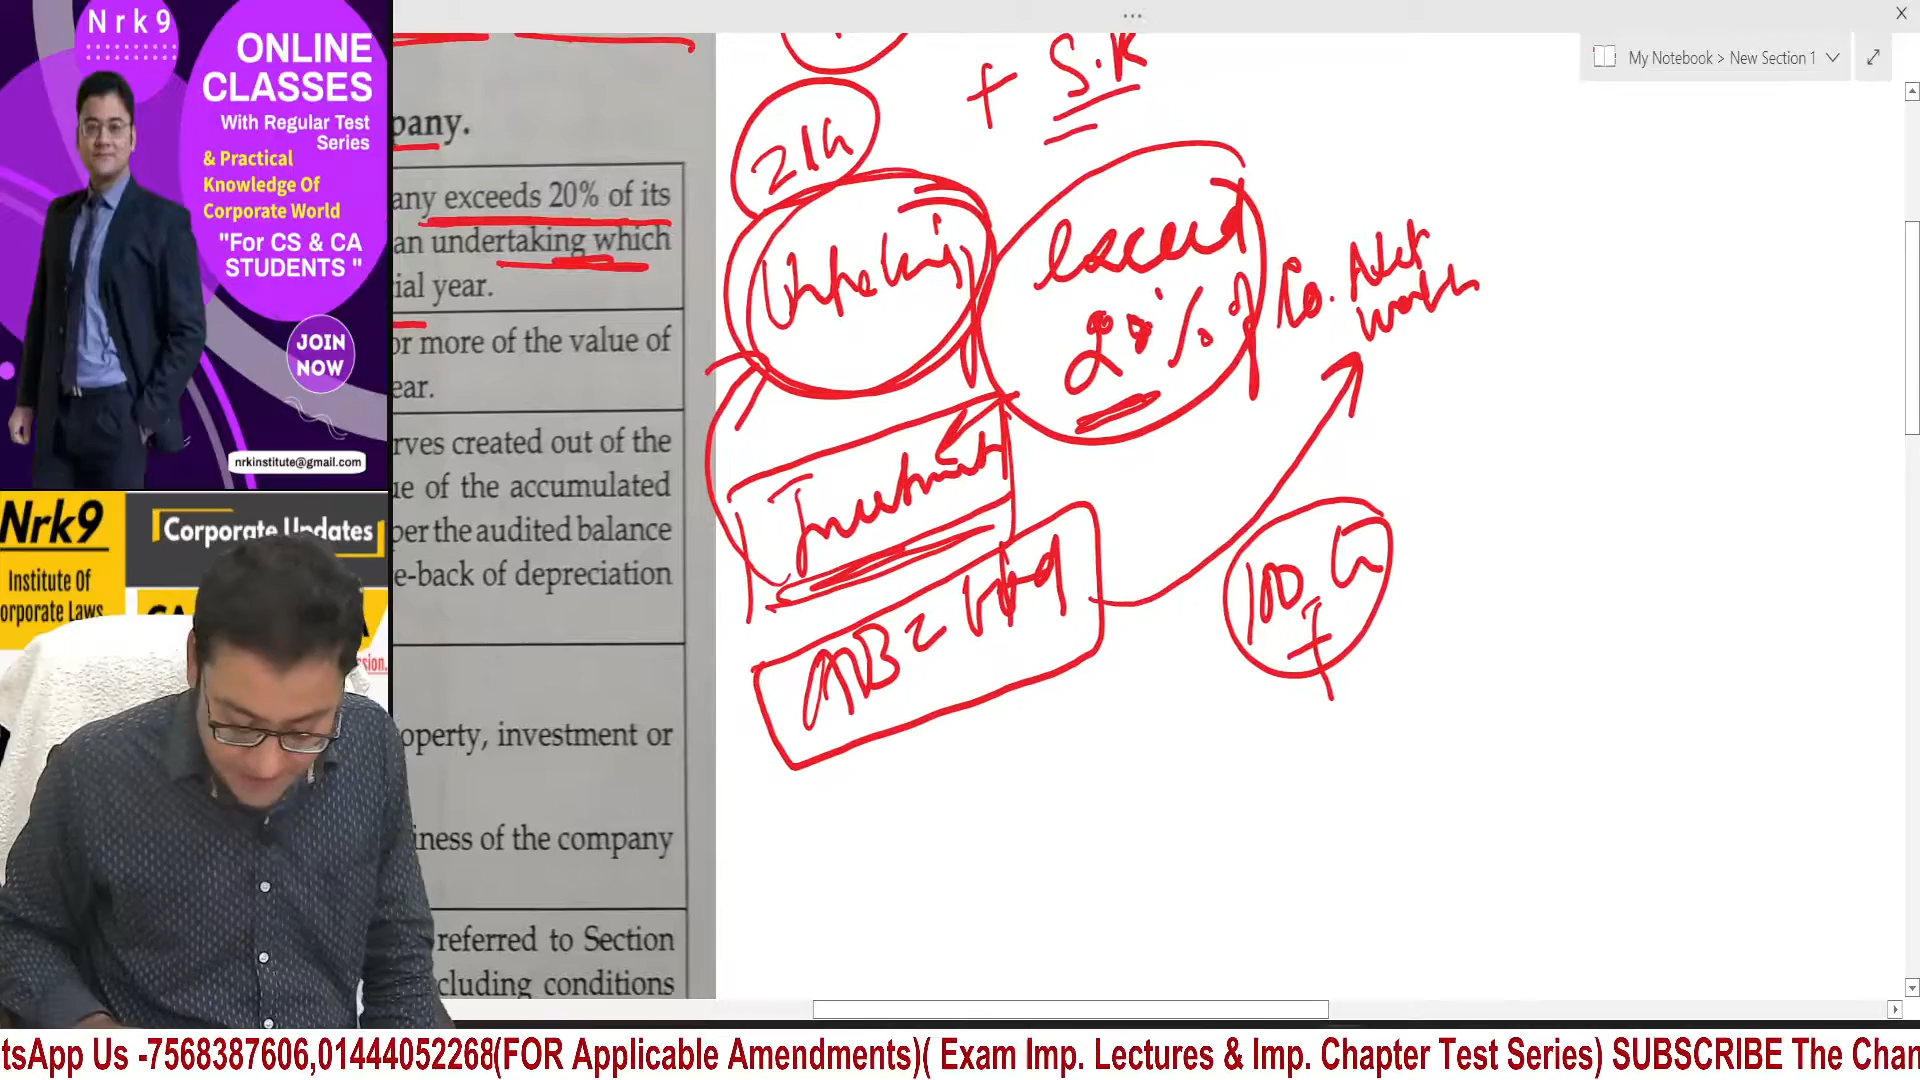 Nrk9
ONLINE
CLASSES
With Regular Test
Series
& Practical
Knowledge Of
Corporate World
"For CS & CA
STUDENTS "
JOIN
NOW
nrkinstitute@gmail.com
Nrk9
Corporate Updates
Institute Of
orporate Laws
ssion.
pany.
any exceeds 20% of its
an undertaking which
ial year.
or more of the value of
ear.
rves created out of the
ue of the accumulated
per the audited balance
e-back of depreciation
operty, investment or
iness of the company
referred to Section
cluding conditions
My Notebook > New Section 1
+ S.R
exceed
20% of
Co. Net
worth
Investment
ABZ Ltd
100 Cr
tsApp Us -7568387606,01444052268(FOR Applicable Amendments)( Exam Imp. Lectures & Imp. Chapter Test Series) SUBSCRIBE The Chan